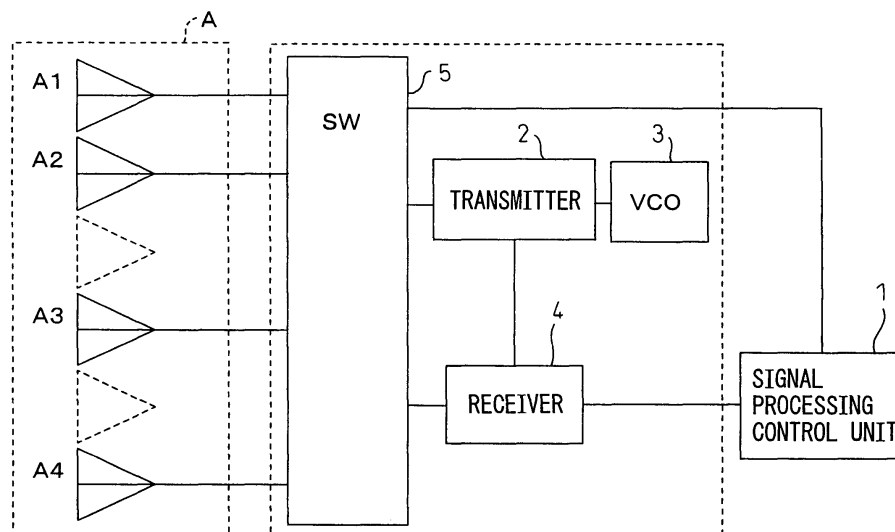 A
A1
A2
A3
A4
SW
5
2
TRANSMITTER
3
VCO
4
RECEIVER
1
SIGNAL
PROCESSING
CONTROL UNIT